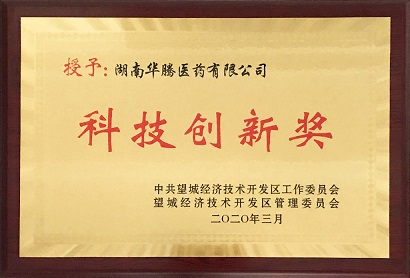 授予:湖南华腾医药有限公司
科技创新奖
中共望城经济技术开发区工作委员会
望城经济技术开发区管理委员会
二〇二〇年三月